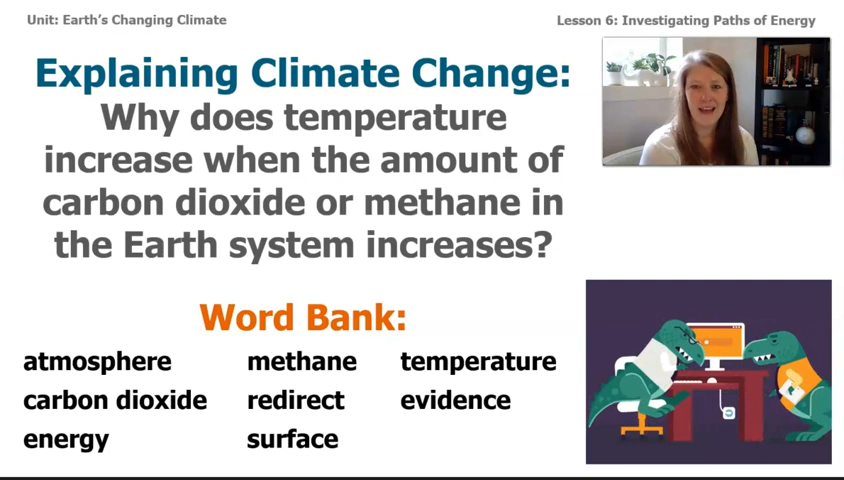 Unit: Earth's Changing Climate
Lesson 6: Investigating Paths of Energy
Explaining Climate Change:
Why does temperature
increase when the amount of
carbon dioxide or methane in
the Earth system increases?
Word Bank:
atmosphere methane temperature
carbon dioxide redirect evidence
energy surface